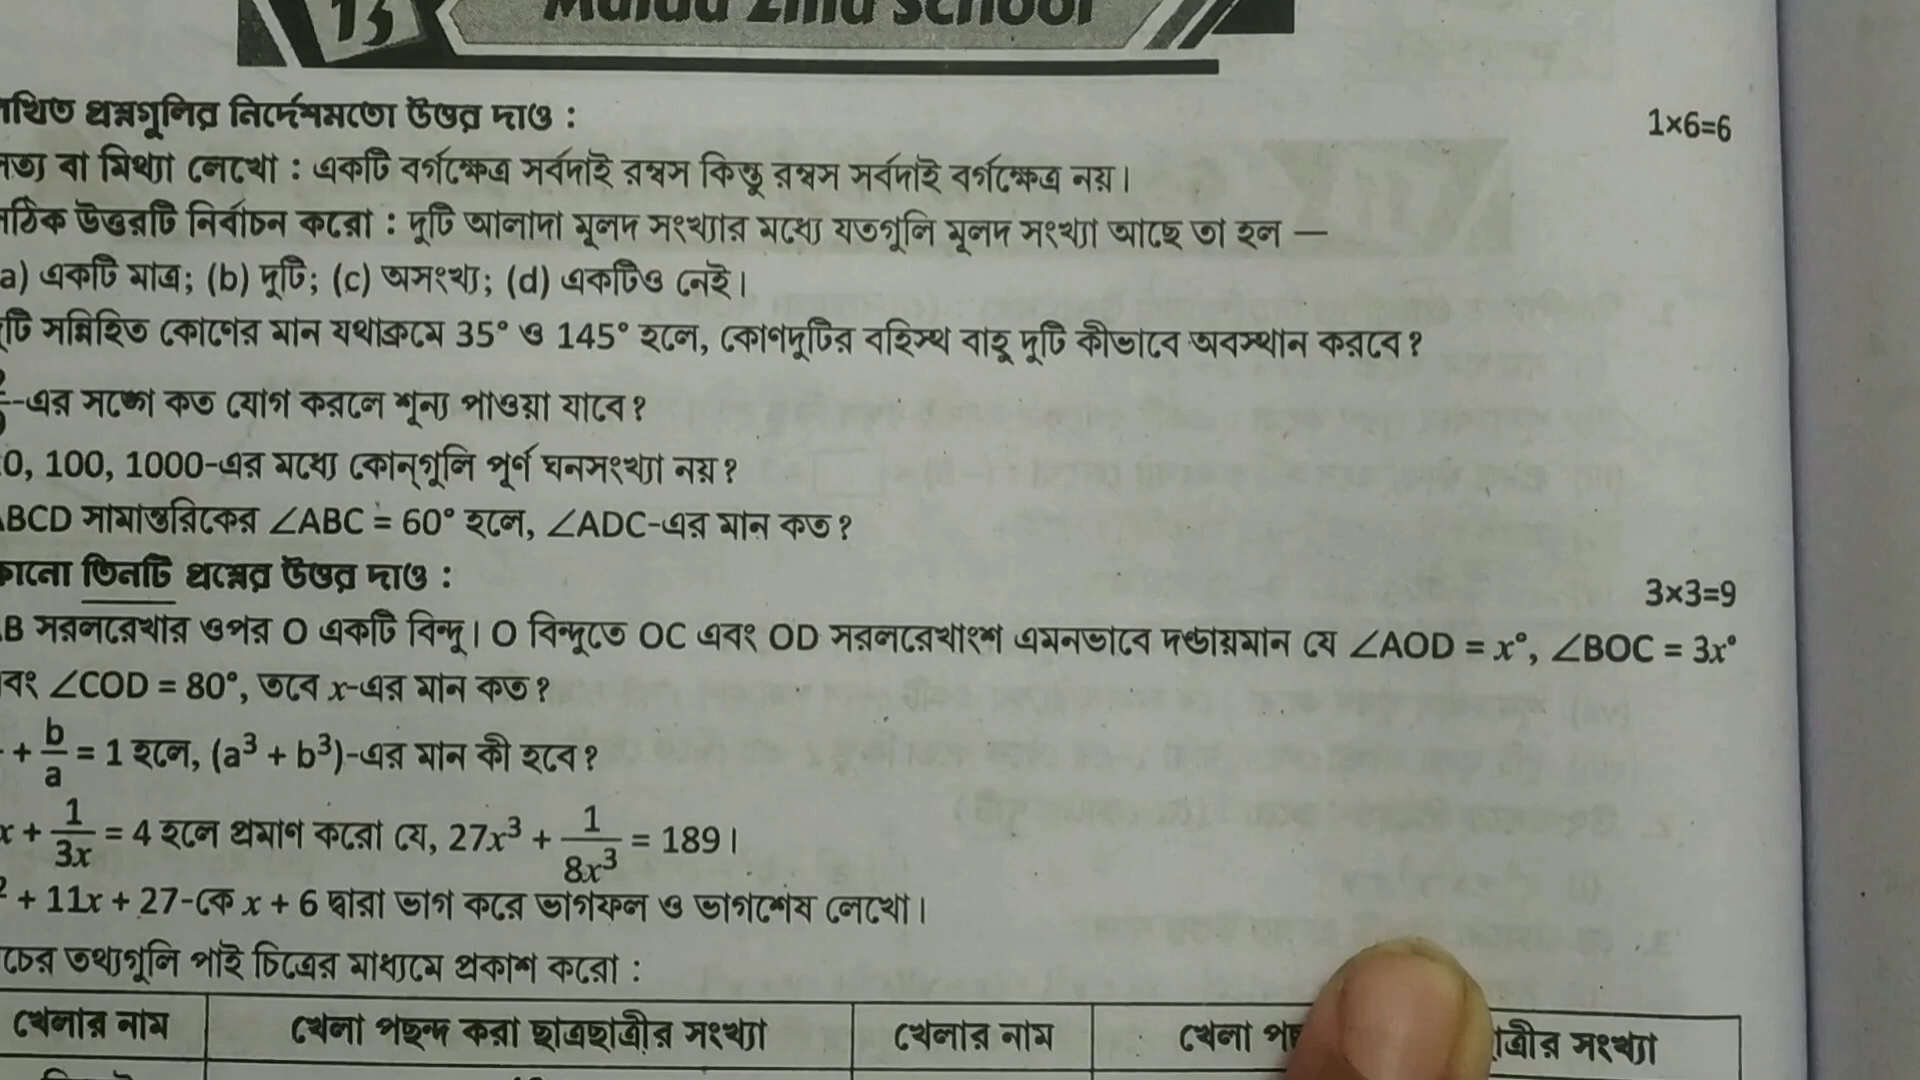 13 Malda Zilla School
প্রশ্নগুলির নির্দেশমতো উত্তর দাও :
1×6=6
বা মিথ্যা লেখো : একটি বর্গক্ষেত্র সর্বদাই রম্বস কিন্তু রম্বস সর্বদাই বর্গক্ষেত্র নয়।
উত্তরটি নির্বাচন করো : দুটি আলাদা মূলদ সংখ্যার মধ্যে যতগুলি মূলদ সংখ্যা আছে তা হল —
a) একটি মাত্র; (b) দুটি; (c) অসংখ্য; (d) একটিও নেই।
সন্নিহিত কোণের মান যথাক্রমে 35° ও 145° হলে, কোণদুটির বহিস্থ বাহু দুটি কীভাবে অবস্থান করবে?
-এর সঙ্গে কত যোগ করলে শূন্য পাওয়া যাবে?
0, 100, 1000-এর মধ্যে কোন্‌গুলি পূর্ণ ঘনসংখ্যা নয়?
BCD সামান্তরিকের ∠ABC = 60° হলে, ∠ADC-এর মান কত?
তিনটি প্রশ্নের উত্তর দাও :
3×3=9
B সরলরেখার ওপর O একটি বিন্দু। O বিন্দুতে OC এবং OD সরলরেখাংশ এমনভাবে দণ্ডায়মান যে ∠AOD = x°, ∠BOC = 3x°
∠COD = 80°, তবে x-এর মান কত?
+ b/a = 1 হলে, (a³ + b³)-এর মান কী হবে?
x + 1/3x = 4 হলে প্রমাণ করো যে, 27x³ + 1/8x³ = 189।
+ 11x + 27-কে x + 6 দ্বারা ভাগ করে ভাগফল ও ভাগশেষ লেখো।
তথ্যগুলি পাই চিত্রের মাধ্যমে প্রকাশ করো :
খেলার নাম খেলা পছন্দ করা ছাত্রছাত্রীর সংখ্যা খেলার নাম খেলা সংখ্যা